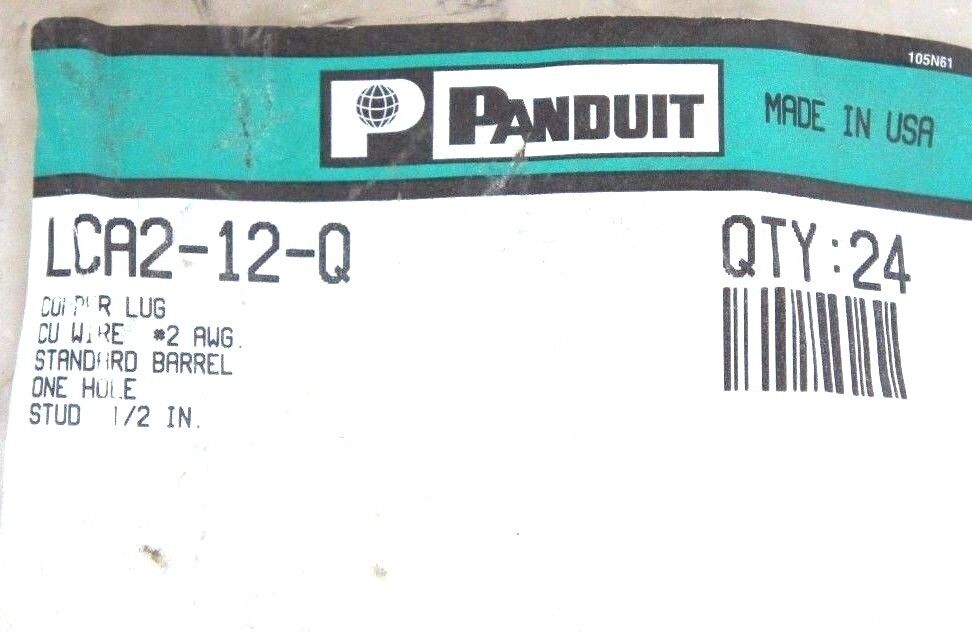 105N61
P PANDUIT
MADE IN USA
LCA2-12-Q
QTY:24
COPPER LUG
CU WIRE #2 AWG.
STANDARD BARREL
ONE HOLE
STUD 1/2 IN.